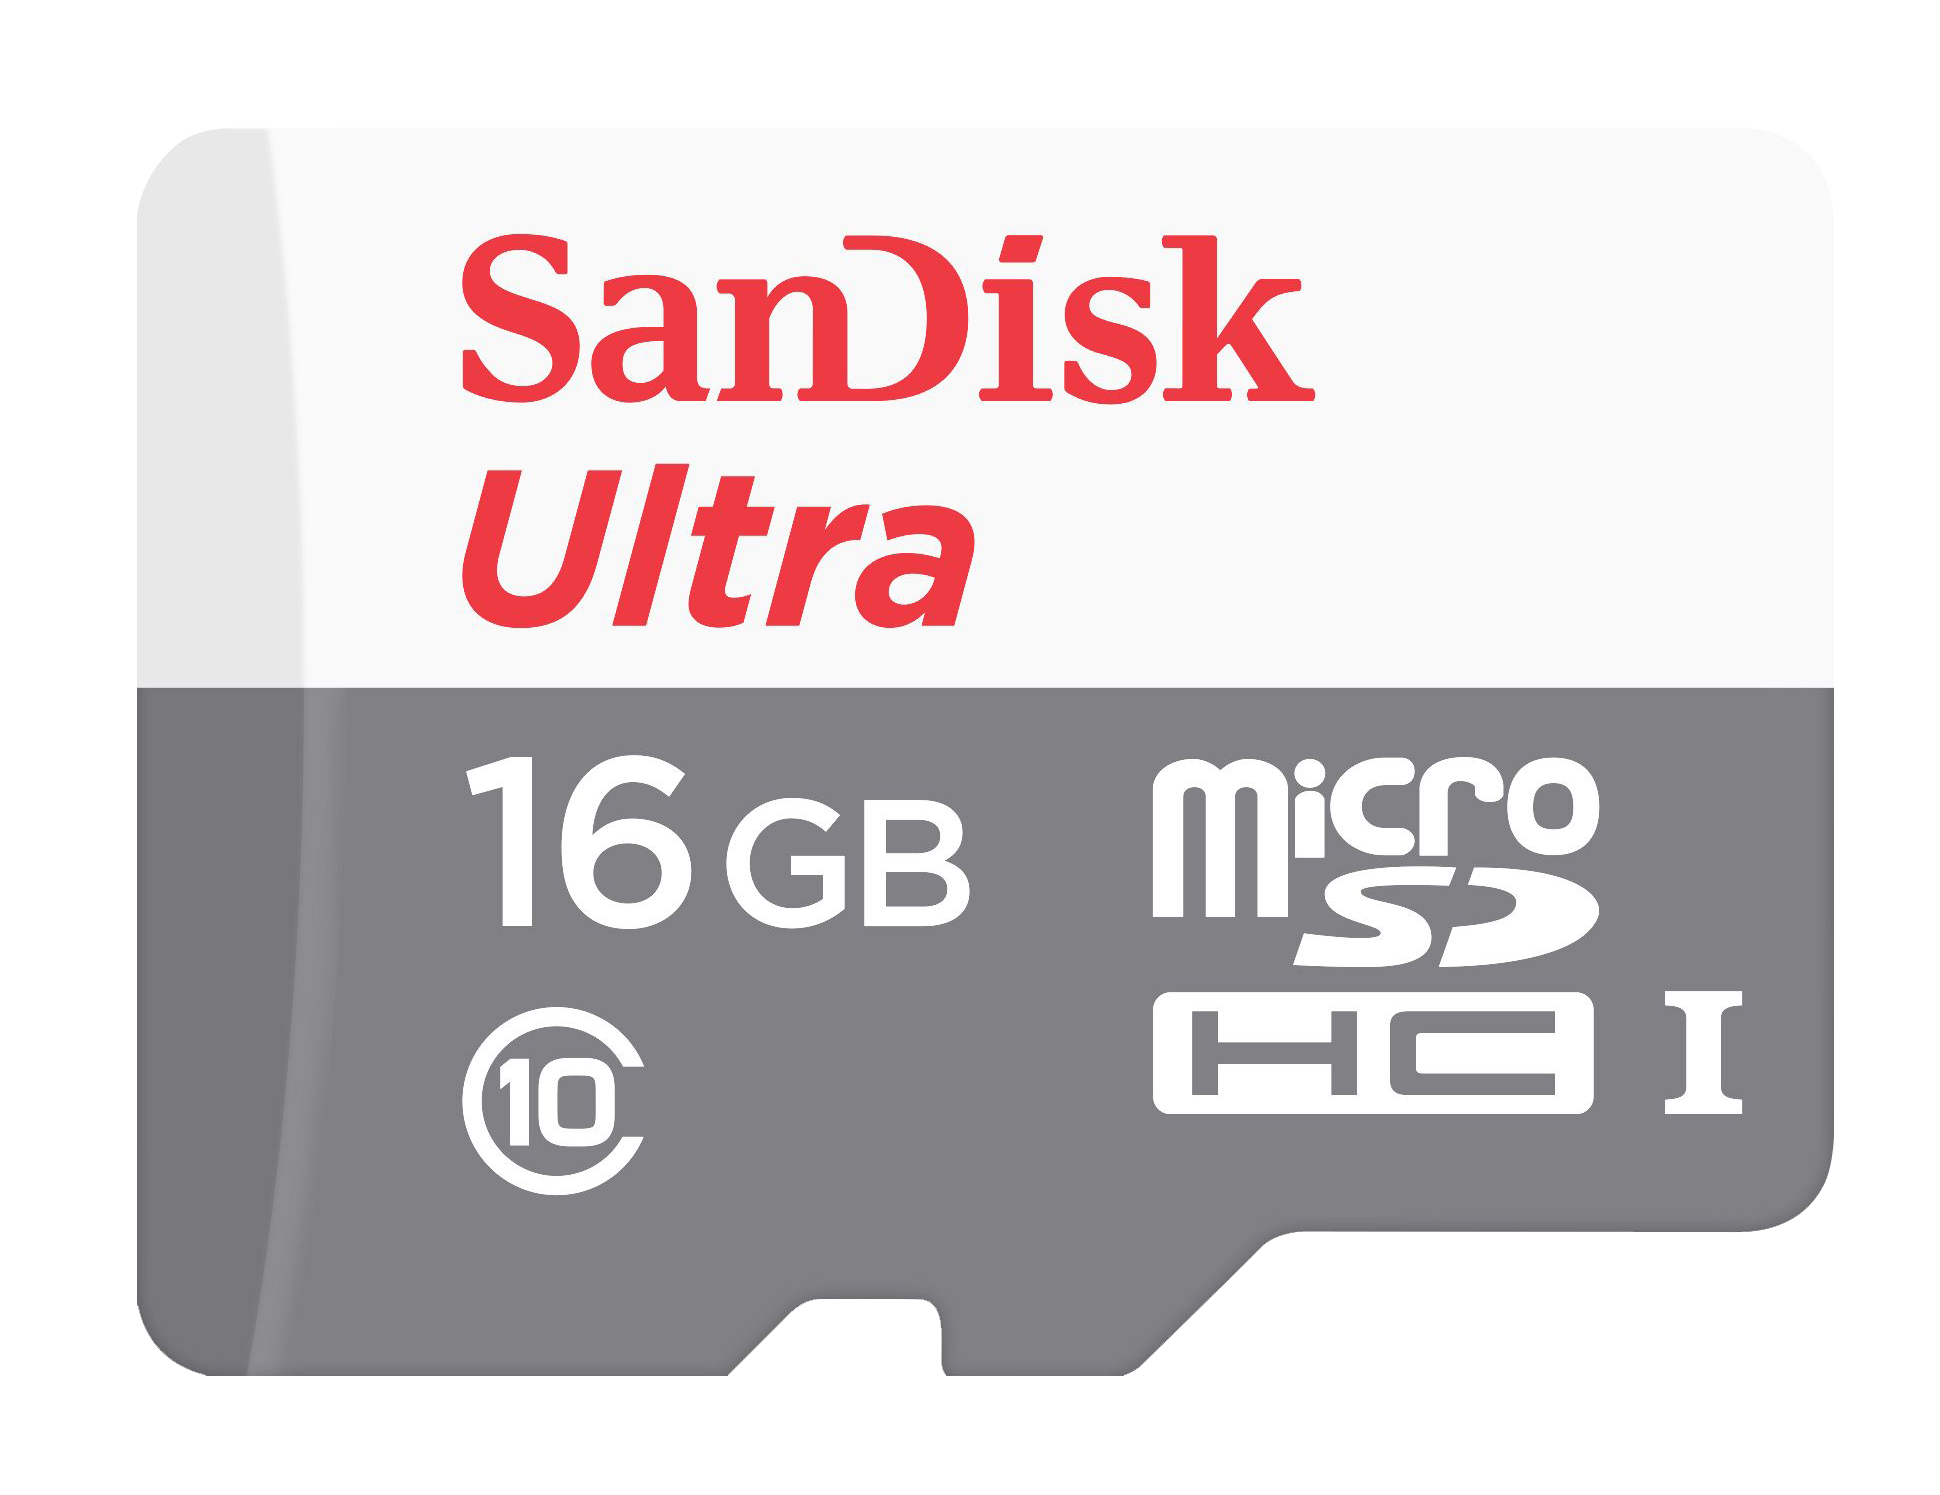 SanDisk
Ultra
16GB
micro
SD
HC I
10